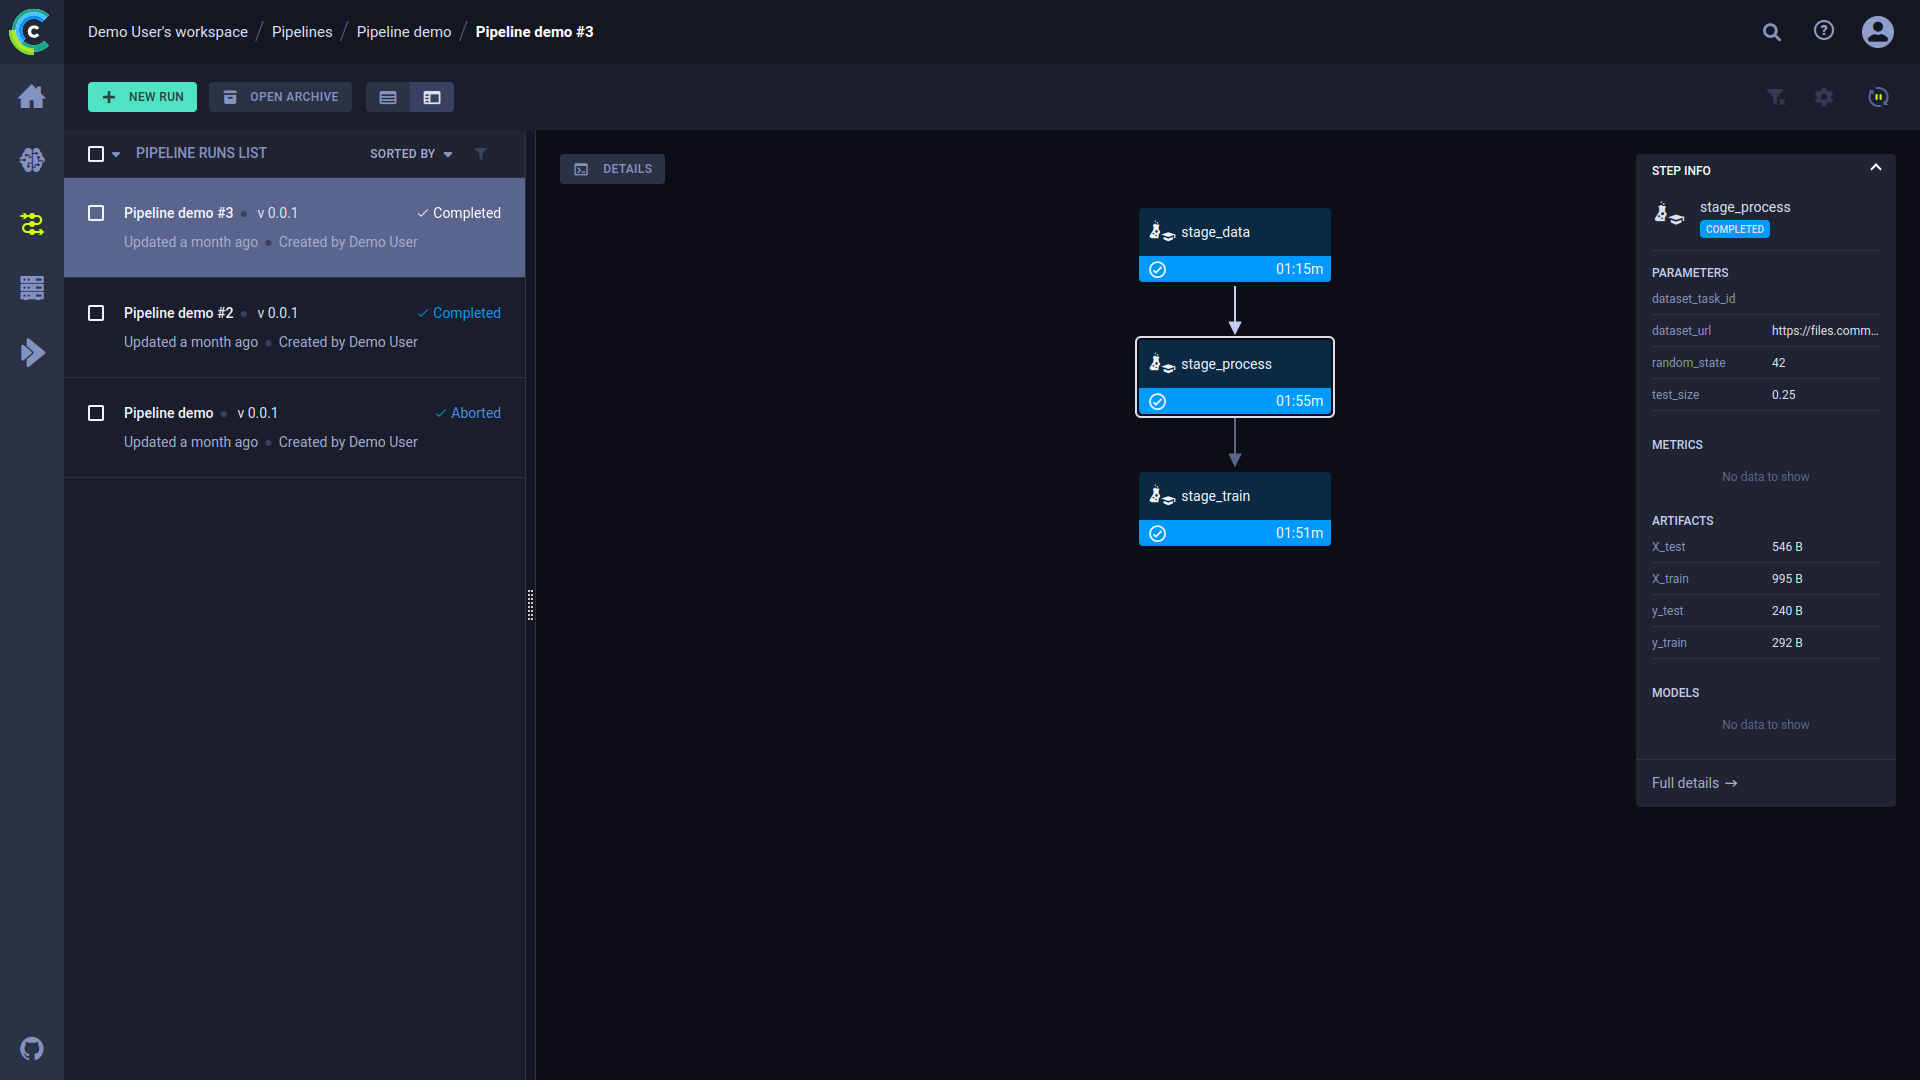 Demo User's workspace / Pipelines / Pipeline demo / Pipeline demo #3
NEW RUN
OPEN ARCHIVE
PIPELINE RUNS LIST
SORTED BY
Pipeline demo #3 • v 0.0.1
Completed
Updated a month ago • Created by Demo User
Pipeline demo #2 • v 0.0.1
Completed
Updated a month ago • Created by Demo User
Pipeline demo • v 0.0.1
Aborted
Updated a month ago • Created by Demo User
DETAILS
stage_data
01:15m
stage_process
01:55m
stage_train
01:51m
STEP INFO
stage_process
COMPLETED
PARAMETERS
dataset_task_id
dataset_url https://files.comm...
random_state 42
test_size 0.25
METRICS
No data to show
ARTIFACTS
X_test 546 B
X_train 995 B
y_test 240 B
y_train 292 B
MODELS
No data to show
Full details →